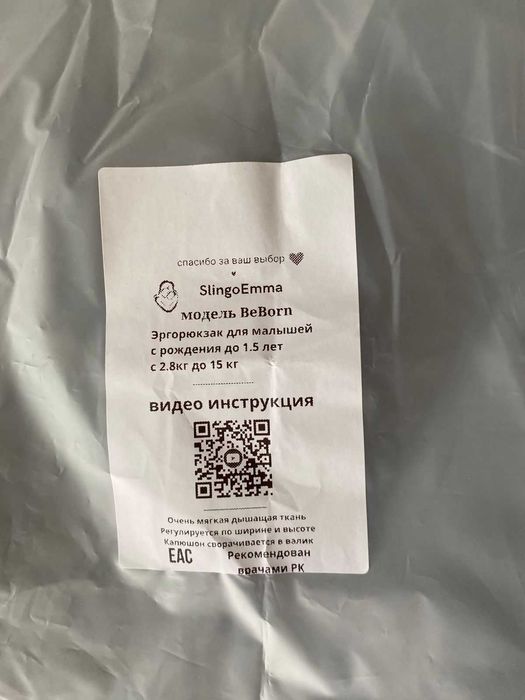 спасибо за ваш выбор
SlingoEmma
модель BeBorn
Эргорюкзак для малышей
с рождения до 1.5 лет
с 2.8кг до 15 кг
видео инструкция
Очень мягкая дышащая ткань
Регулируется по ширине и высоте
Капюшон сворачивается в валик
EAC Рекомендован
врачами РК